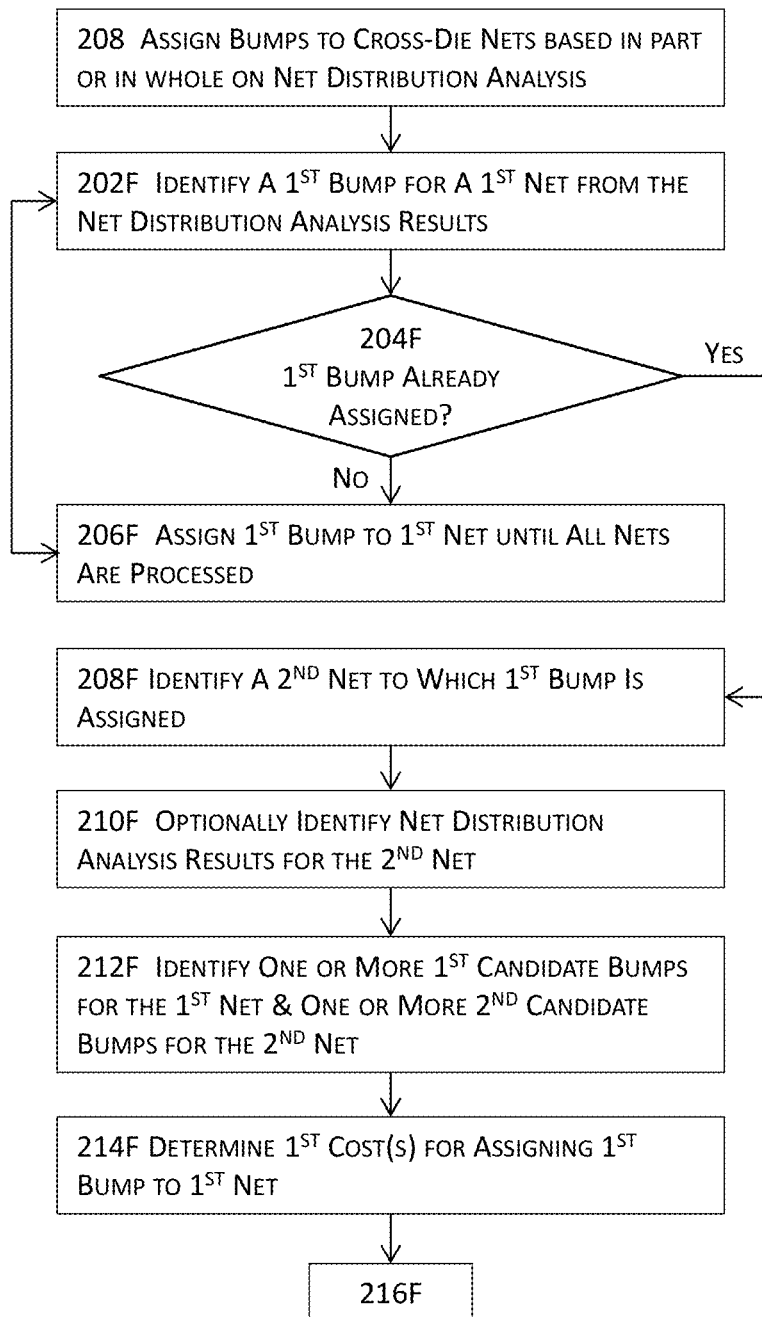 208 ASSIGN BUMPS TO CROSS-DIE NETS BASED IN PART
OR IN WHOLE ON NET DISTRIBUTION ANALYSIS
202F IDENTIFY A 1ST BUMP FOR A 1ST NET FROM THE
NET DISTRIBUTION ANALYSIS RESULTS
204F
1ST BUMP ALREADY
ASSIGNED?
YES
NO
206F ASSIGN 1ST BUMP TO 1ST NET UNTIL ALL NETS
ARE PROCESSED
208F IDENTIFY A 2ND NET TO WHICH 1ST BUMP IS
ASSIGNED
210F OPTIONALLY IDENTIFY NET DISTRIBUTION
ANALYSIS RESULTS FOR THE 2ND NET
212F IDENTIFY ONE OR MORE 1ST CANDIDATE BUMPS
FOR THE 1ST NET & ONE OR MORE 2ND CANDIDATE
BUMPS FOR THE 2ND NET
214F DETERMINE 1ST COST(S) FOR ASSIGNING 1ST
BUMP TO 1ST NET
216F